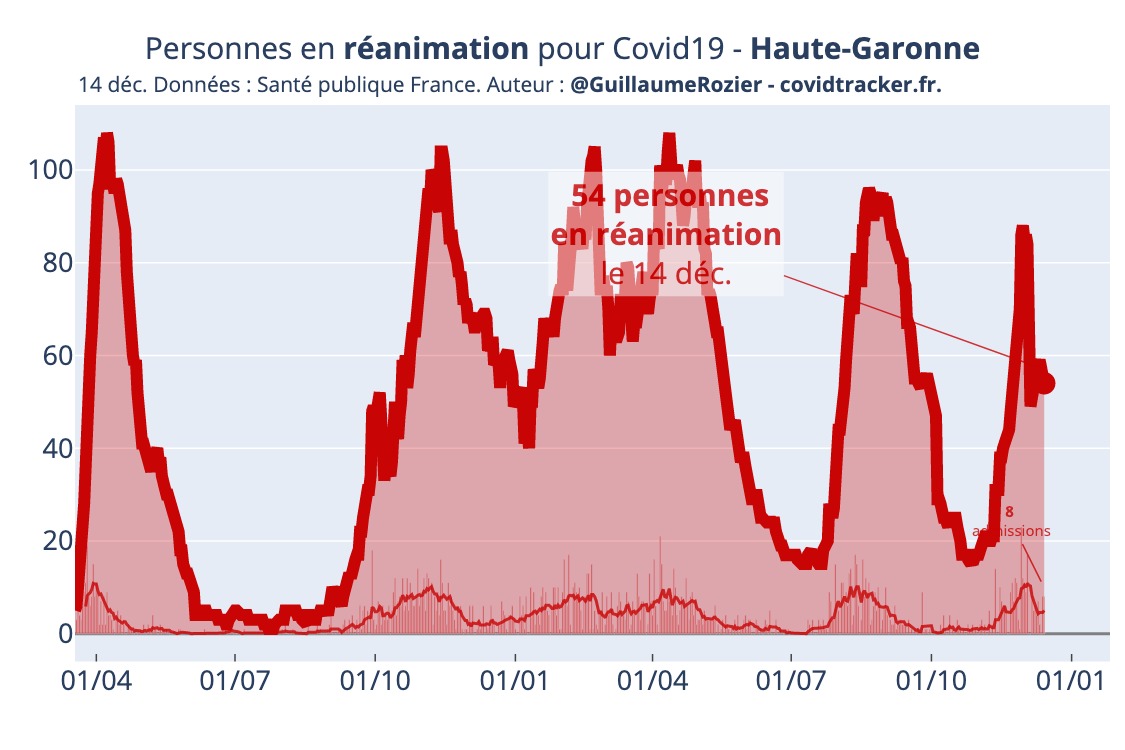 Personnes en réanimation pour Covid19 - Haute-Garonne
14 déc. Données : Santé publique France. Auteur : @GuillaumeRozier - covidtracker.fr.
100
80
60
40
20
0
54 personnes
en réanimation
le 14 déc.
8
admissions
01/04 01/07 01/10 01/01 01/04 01/07 01/10 01/01